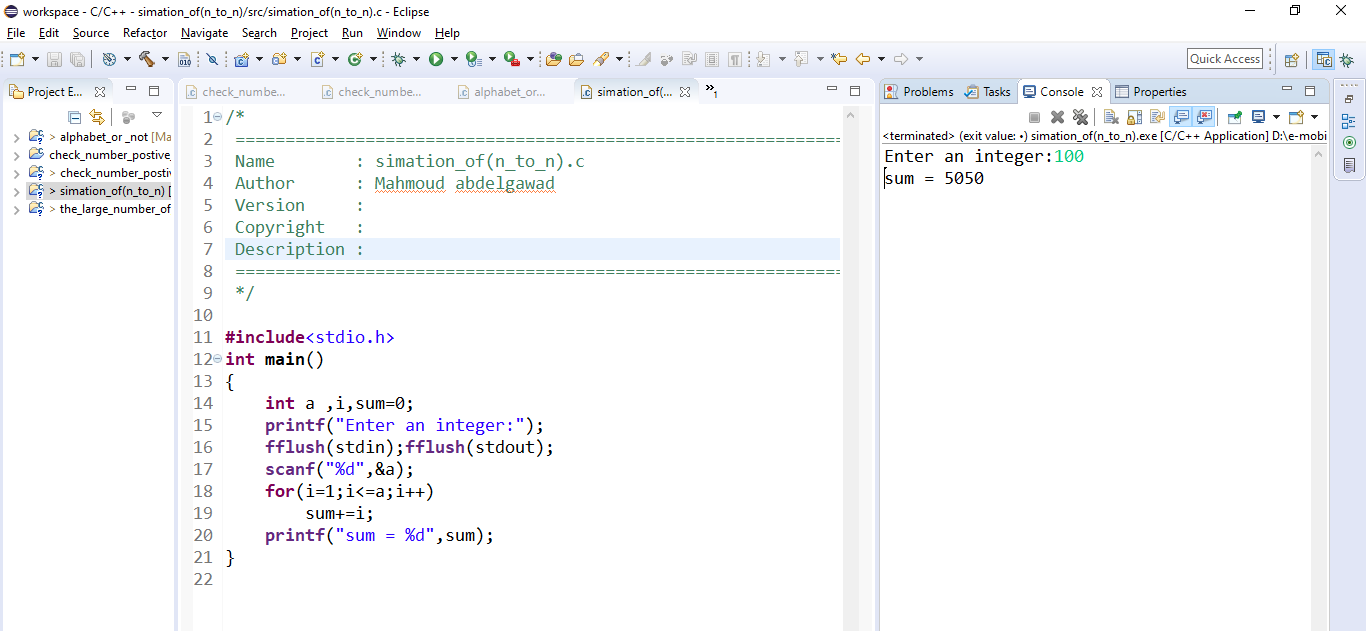 workspace - C/C++ - simation_of(n_to_n)/src/simation_of(n_to_n).c - Eclipse
File Edit Source Refactor Navigate Search Project Run Window Help
Quick Access
Project E...
> alphabet_or_not [Ma
check_number_postive,
> check_number_posti
> simation_of(n_to_n) [
> the_large_number_of
check_numbe...
check_numbe...
alphabet_or...
simation_of(...
»1
1 /*
2 ============================================================
3 Name : simation_of(n_to_n).c
4 Author : Mahmoud abdelgawad
5 Version :
6 Copyright :
7 Description :
8 ============================================================
9 */
10
11 #include<stdio.h>
12 int main()
13 {
14 int a ,i,sum=0;
15 printf("Enter an integer:");
16 fflush(stdin);fflush(stdout);
17 scanf("%d",&a);
18 for(i=1;i<=a;i++)
19 sum+=i;
20 printf("sum = %d",sum);
21 }
22
Problems Tasks Console Properties
<terminated> (exit value: •) simation_of(n_to_n).exe [C/C++ Application] D:\e-mobi
Enter an integer:100
sum = 5050